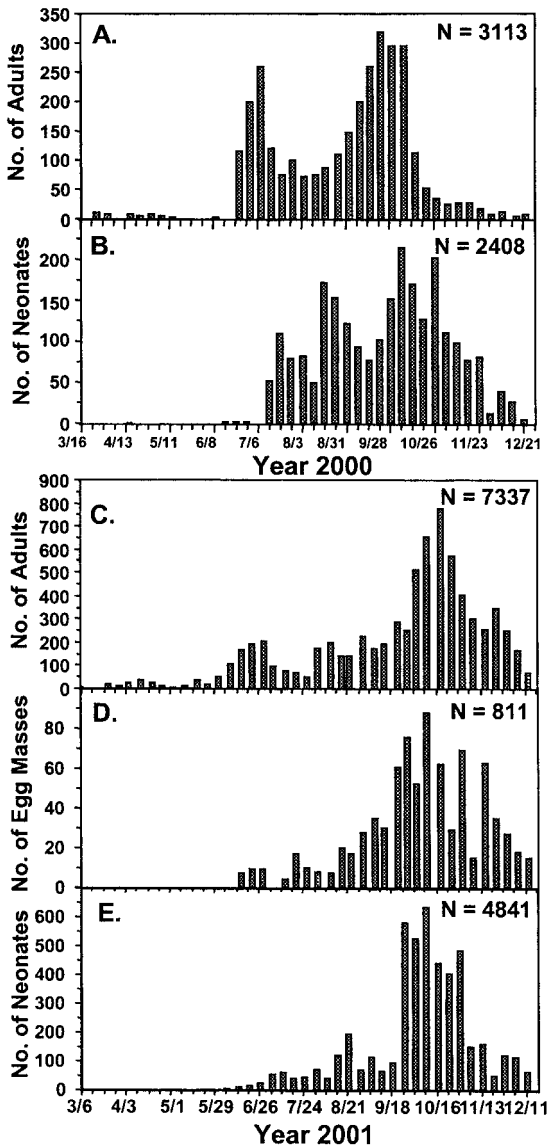 A.
N = 3113
No. of Adults
350
300
250
200
150
100
50
0
B.
N = 2408
No. of Neonates
200
150
100
50
0
3/16 4/13 5/11 6/8 7/6 8/3 8/31 9/28 10/26 11/23 12/21
Year 2000
C.
N = 7337
No. of Adults
900
800
700
600
500
400
300
200
100
0
D.
N = 811
No. of Egg Masses
80
60
40
20
0
E.
N = 4841
No. of Neonates
600
500
400
300
200
100
0
3/6 4/3 5/1 5/29 6/26 7/24 8/21 9/18 10/16 11/13 12/11
Year 2001